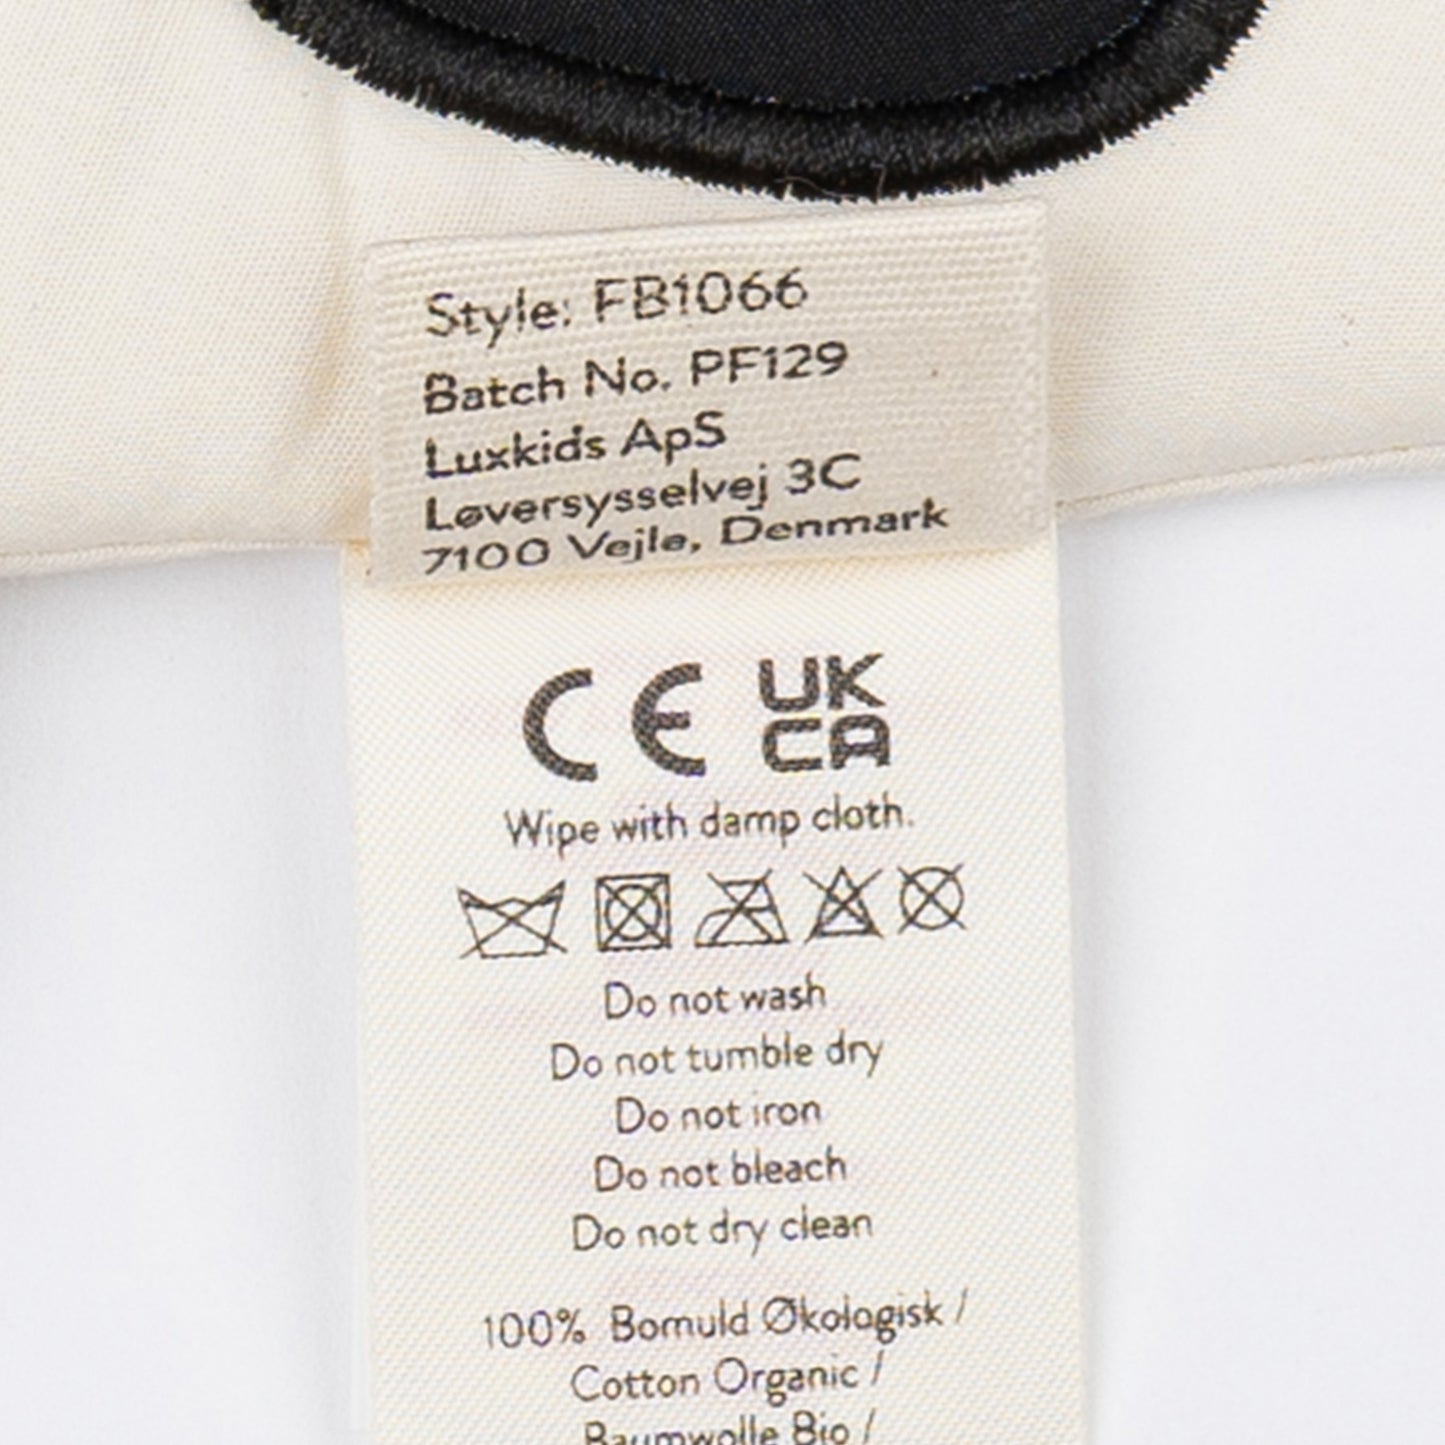 Style: FB1066
Batch No. PF129
Luxkids ApS
Løversysselvej 3C
7100 Vejle, Denmark
CE UK
CA
Wipe with damp cloth.
Do not wash
Do not tumble dry
Do not iron
Do not bleach
Do not dry clean
100% Bomuld Økologisk /
Cotton Organic /
Baumwolle Bio /